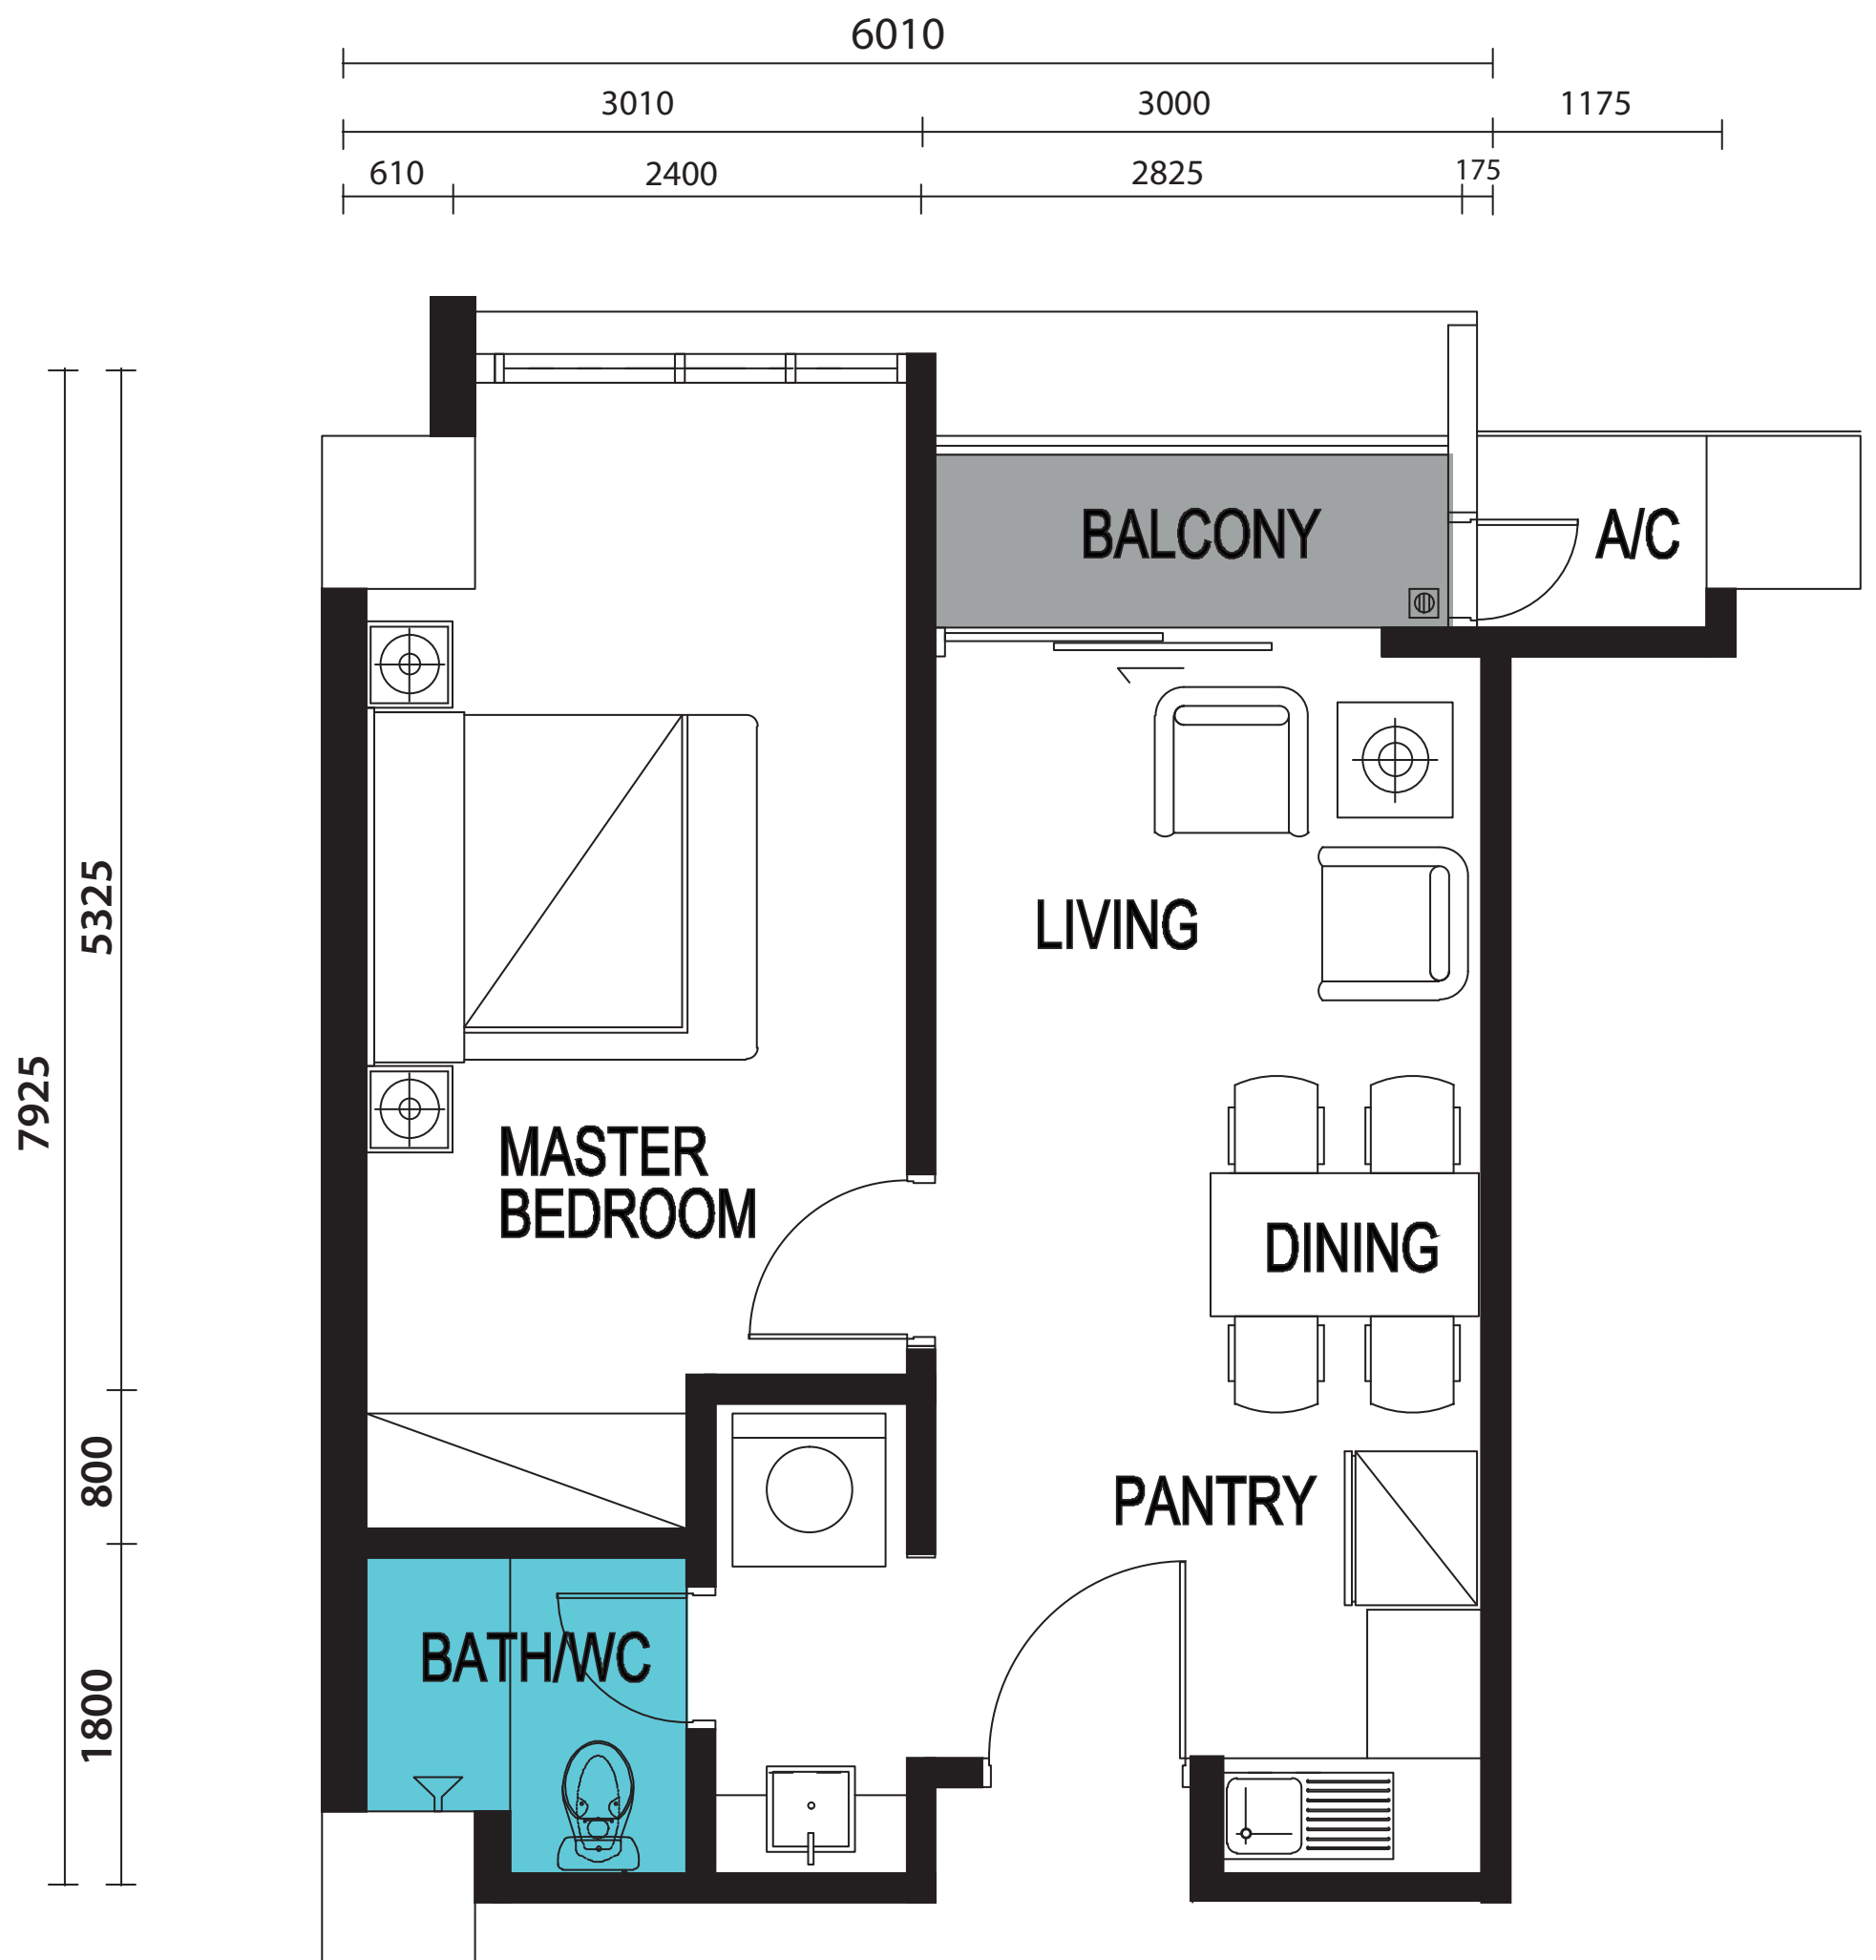 6010
3010 3000 1175
610 2400 2825 175
BALCONY A/C
5325
LIVING
7925
MASTER
BEDROOM
DINING
800
PANTRY
BATH/WC
1800